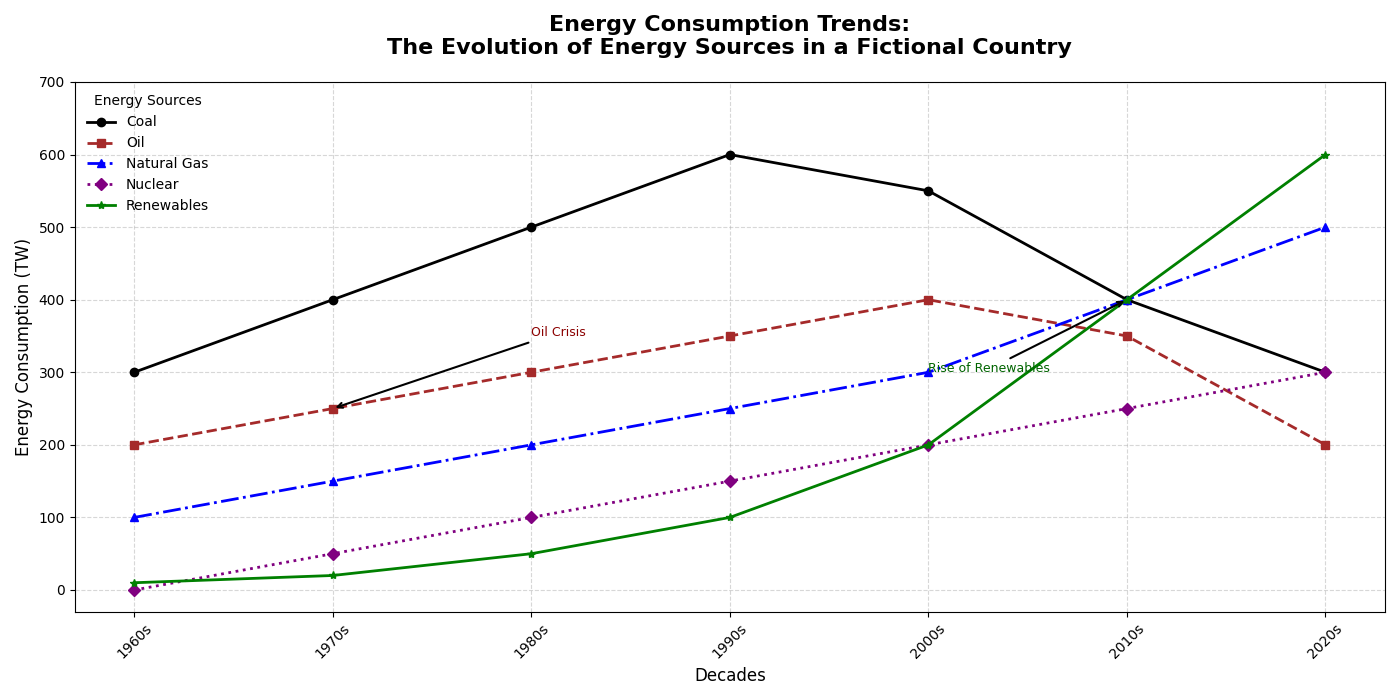 Energy Consumption Trends:
The Evolution of Energy Sources in a Fictional Country
Energy Consumption (TW)
700
600
500
400
300
200
100
0
Energy Sources
Coal
Oil
Natural Gas
Nuclear
Renewables
Oil Crisis
Rise of Renewables
1960s
1970s
1980s
1990s
2000s
2010s
2020s
Decades